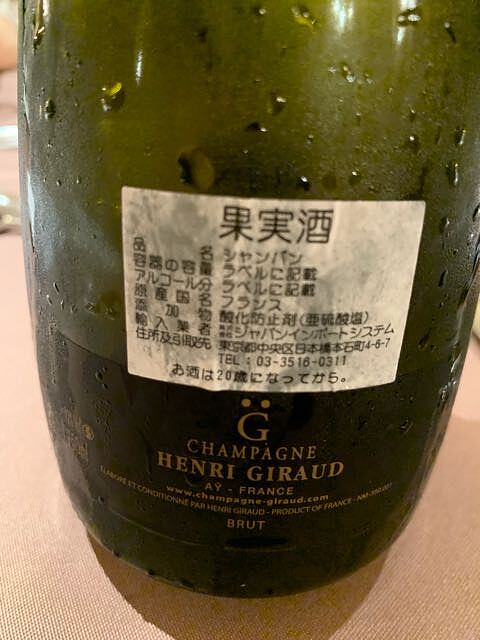 果実酒
品名 シャンパン
容器の容量 ラベルに記載
アルコール分 ラベルに記載
原産国名 フランス
添加物 酸化防止剤(亜硫酸塩)
輸入業者 株式会社ジャパンインポートシステム
住所及引取先 東京都中央区日本橋本石町4-6-7
TEL:03-3516-0311
お酒は20歳になってから。
G̈
CHAMPAGNE
HENRI GIRAUD
AŸ - FRANCE
www.champagne-giraud.com
ELABORÉ ET CONDITIONNÉ PAR HENRI GIRAUD - PRODUCT OF FRANCE - NM-350.001
BRUT